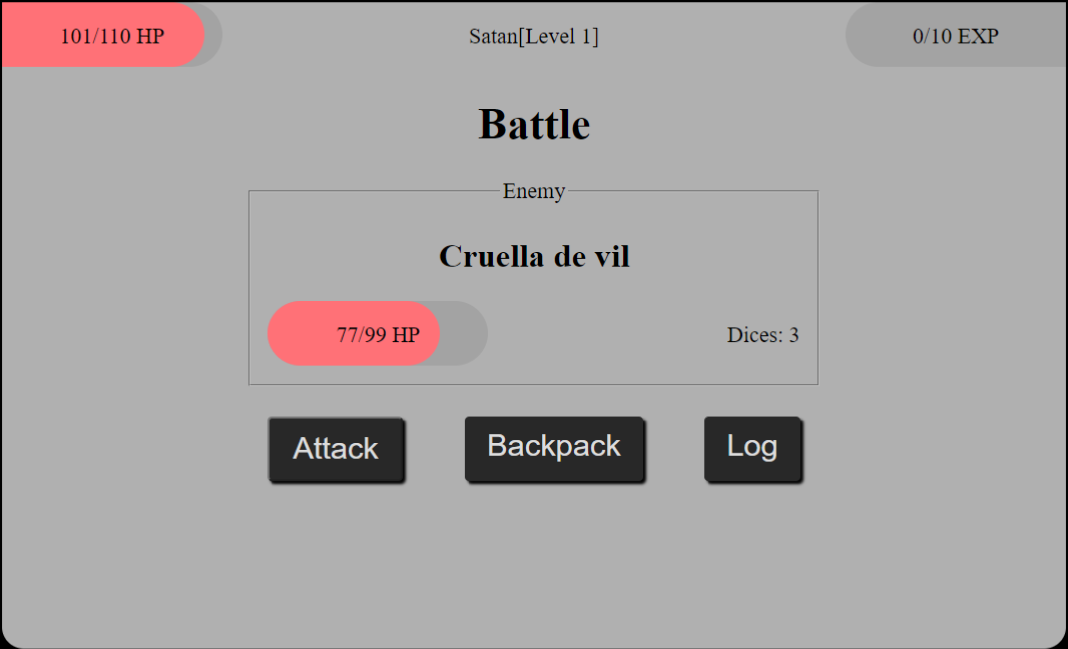 101/110 HP
Satan[Level 1]
0/10 EXP
Battle
Enemy
Cruella de vil
77/99 HP
Dices: 3
Attack
Backpack
Log